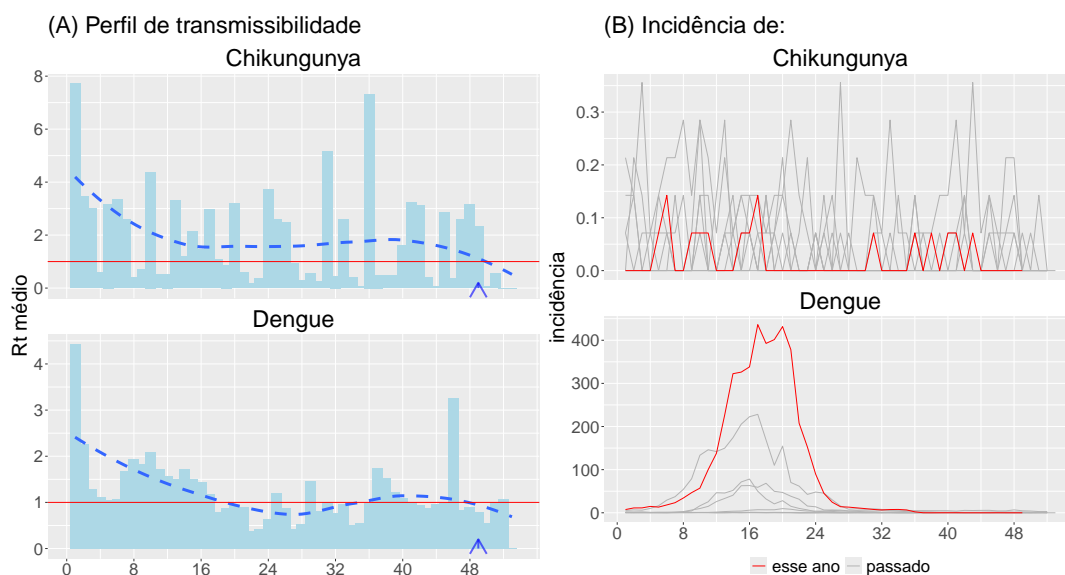 (A) Perfil de transmissibilidade
Chikungunya
8
6
4
2
0
Dengue
4
3
2
1
0
Rt médio
0 8 16 24 32 40 48
(B) Incidência de:
Chikungunya
0.3
0.2
0.1
0.0
Dengue
400
300
200
100
0
incidência
0 8 16 24 32 40 48
esse ano passado